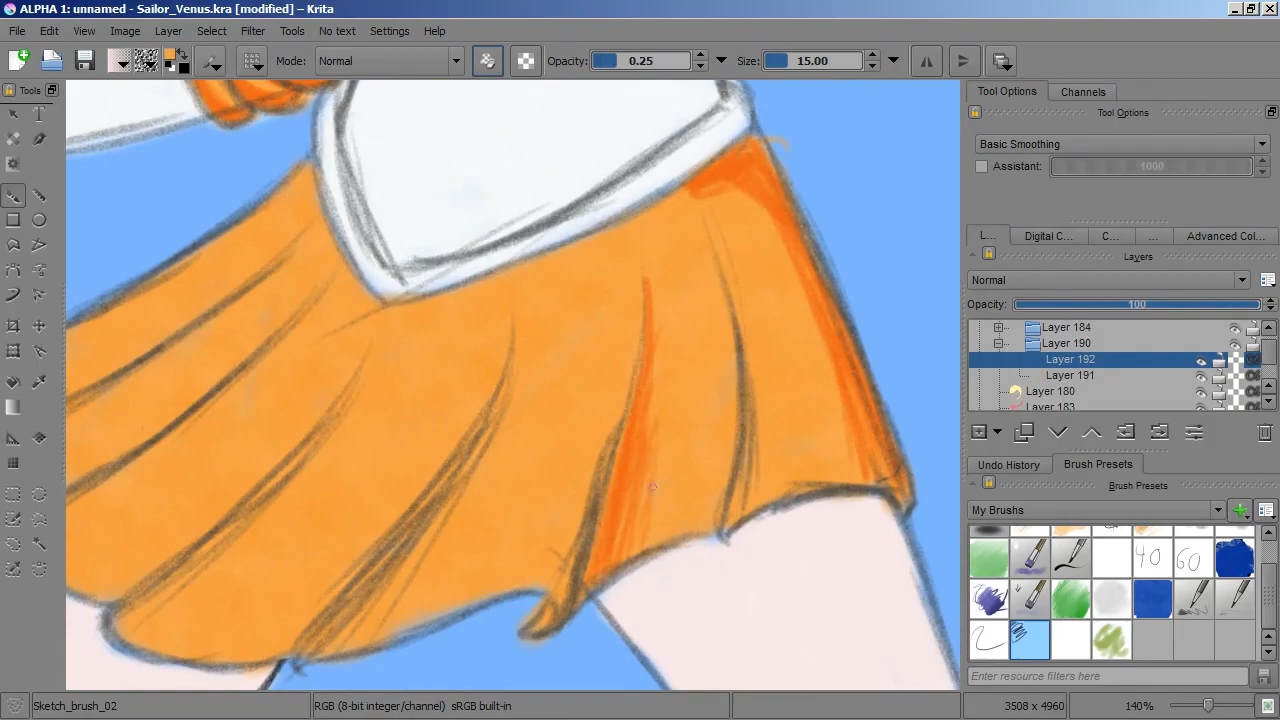 ALPHA 1: unnamed - Sailor_Venus.kra [modified] – Krita
File Edit View Image Layer Select Filter Tools No text Settings Help
Mode: Normal Opacity: 0.25 Size: 15.00
Tools
Tool Options Channels
Tool Options
Basic Smoothing
Assistant: 1000
L... Digital C... C... ... Advanced Col...
Layers
Normal
Opacity: 100
Layer 184
Layer 190
Layer 192
Layer 191
Layer 180
Layer 183
Undo History Brush Presets
Brush Presets
My Brushes
40 60
Enter resource filters here
Sketch_brush_02 RGB (8-bit integer/channel) sRGB built-in 3508 x 4960 140%